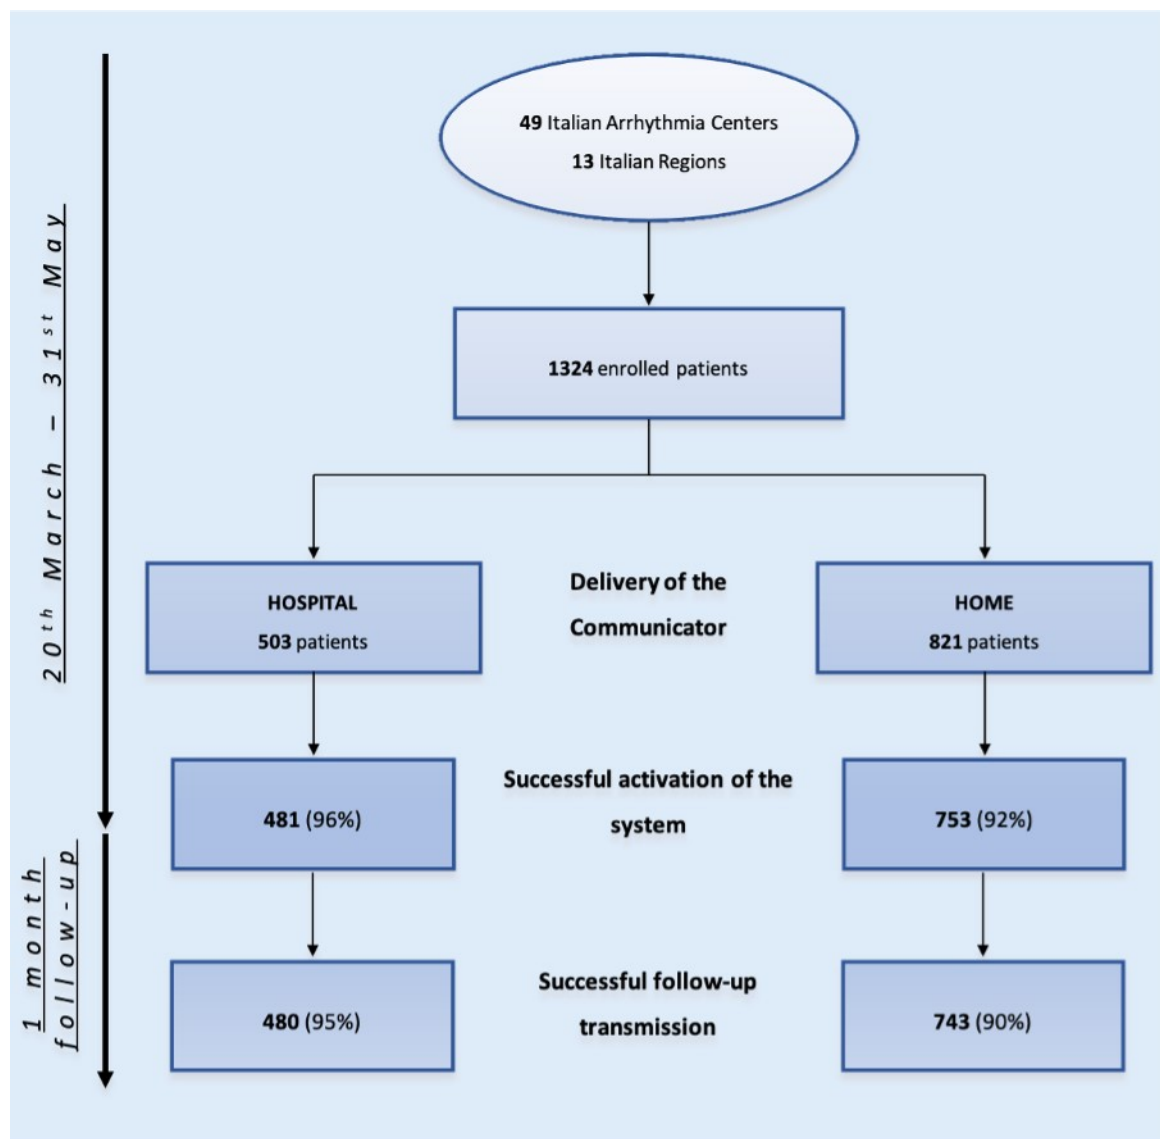 49 Italian Arrhythmia Centers
13 Italian Regions
1324 enrolled patients
20th March – 31st May
HOSPITAL
503 patients
Delivery of the
Communicator
HOME
821 patients
481 (96%)
Successful activation of the
system
753 (92%)
1 month
follow-up
480 (95%)
Successful follow-up
transmission
743 (90%)